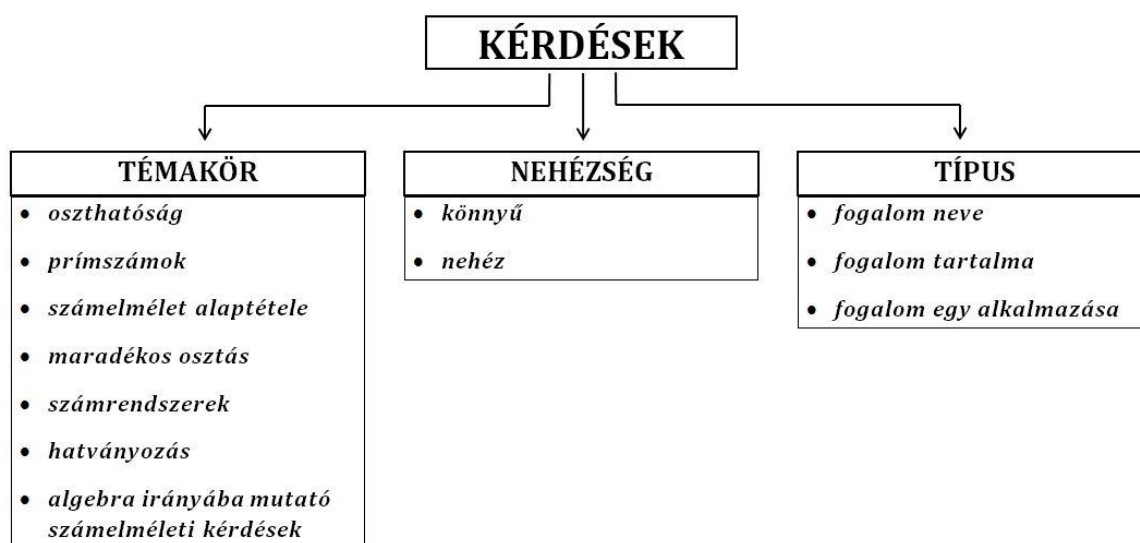 KÉRDÉSEK
TÉMAKÖR
• oszthatóság
• prímszámok
• számelmélet alaptétele
• maradékos osztás
• számrendszerek
• hatványozás
• algebra irányába mutató
számelméleti kérdések
NEHÉZSÉG
• könnyű
• nehéz
TÍPUS
• fogalom neve
• fogalom tartalma
• fogalom egy alkalmazása